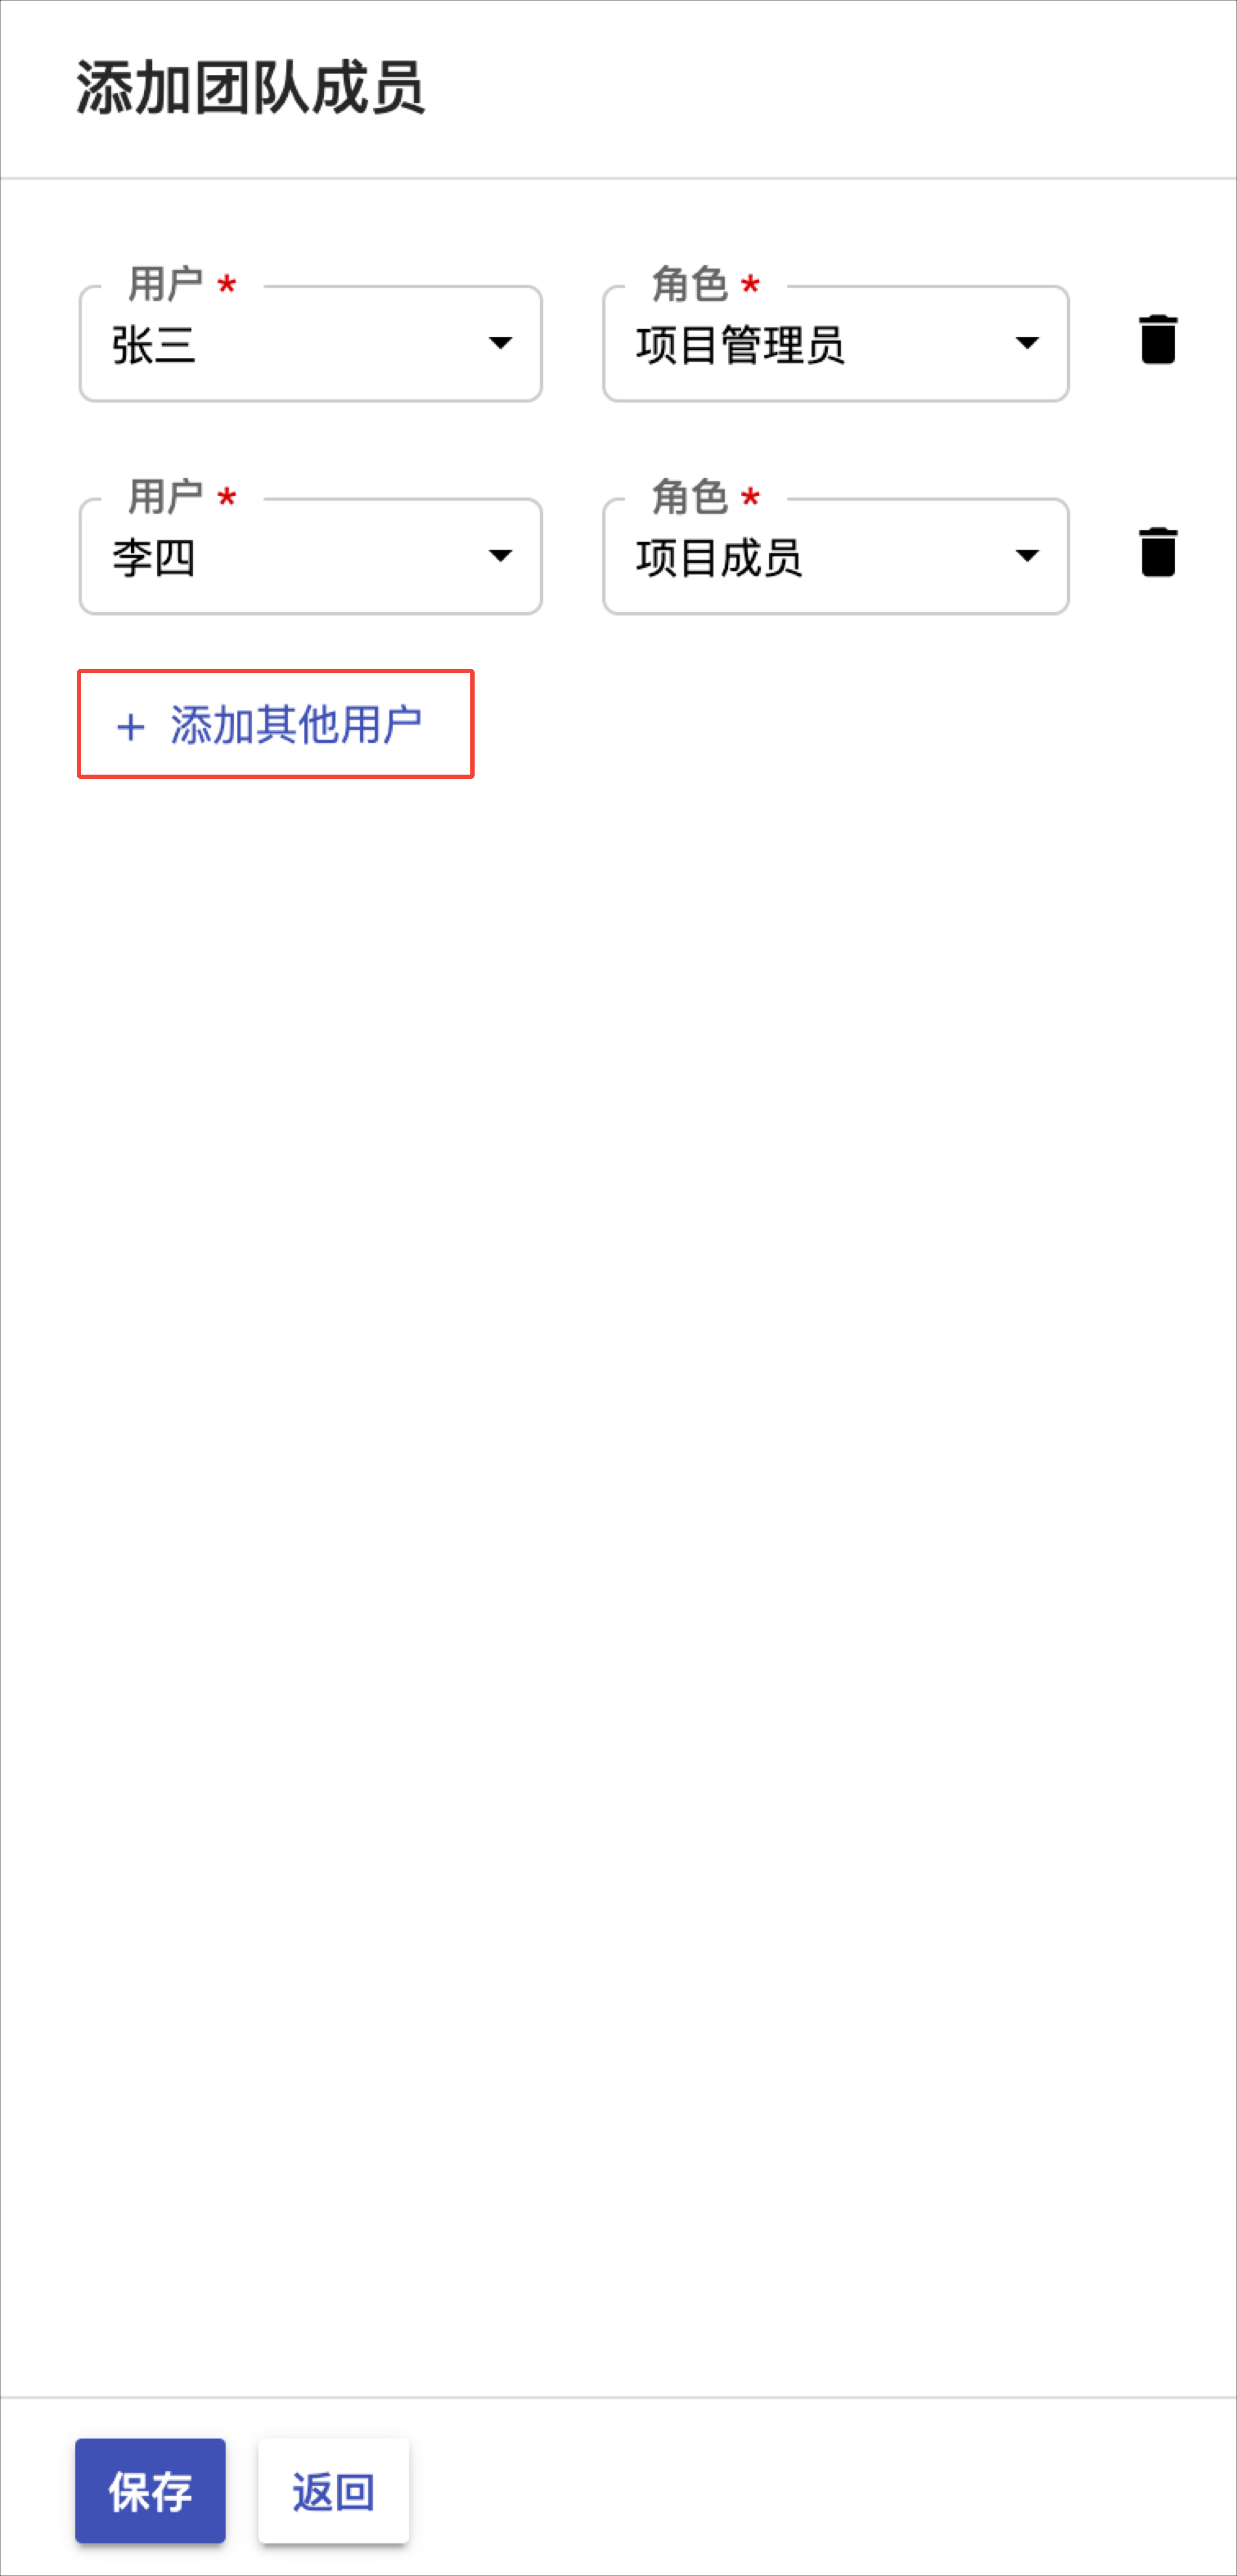 添加团队成员
用户 * 角色 *
张三 项目管理员
用户 * 角色 *
李四 项目成员
+ 添加其他用户
保存 返回